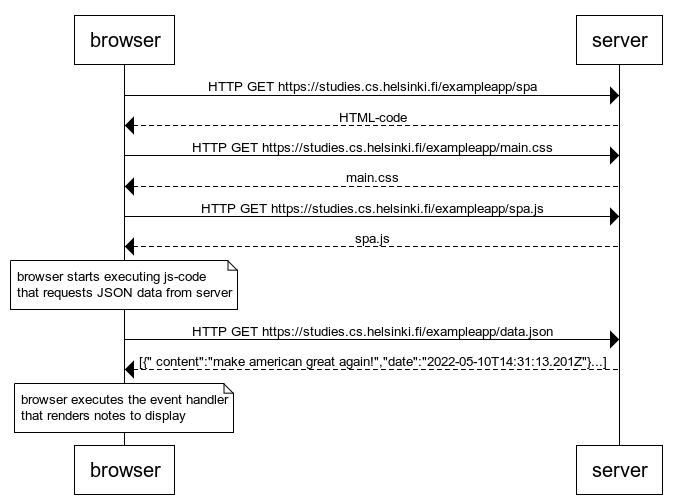 browser
server
HTTP GET https://studies.cs.helsinki.fi/exampleapp/spa
HTML-code
HTTP GET https://studies.cs.helsinki.fi/exampleapp/main.css
main.css
HTTP GET https://studies.cs.helsinki.fi/exampleapp/spa.js
spa.js
browser starts executing js-code
that requests JSON data from server
HTTP GET https://studies.cs.helsinki.fi/exampleapp/data.json
[{" content":"make american great again!","date":"2022-05-10T14:31:13.201Z"}...]
browser executes the event handler
that renders notes to display
browser
server